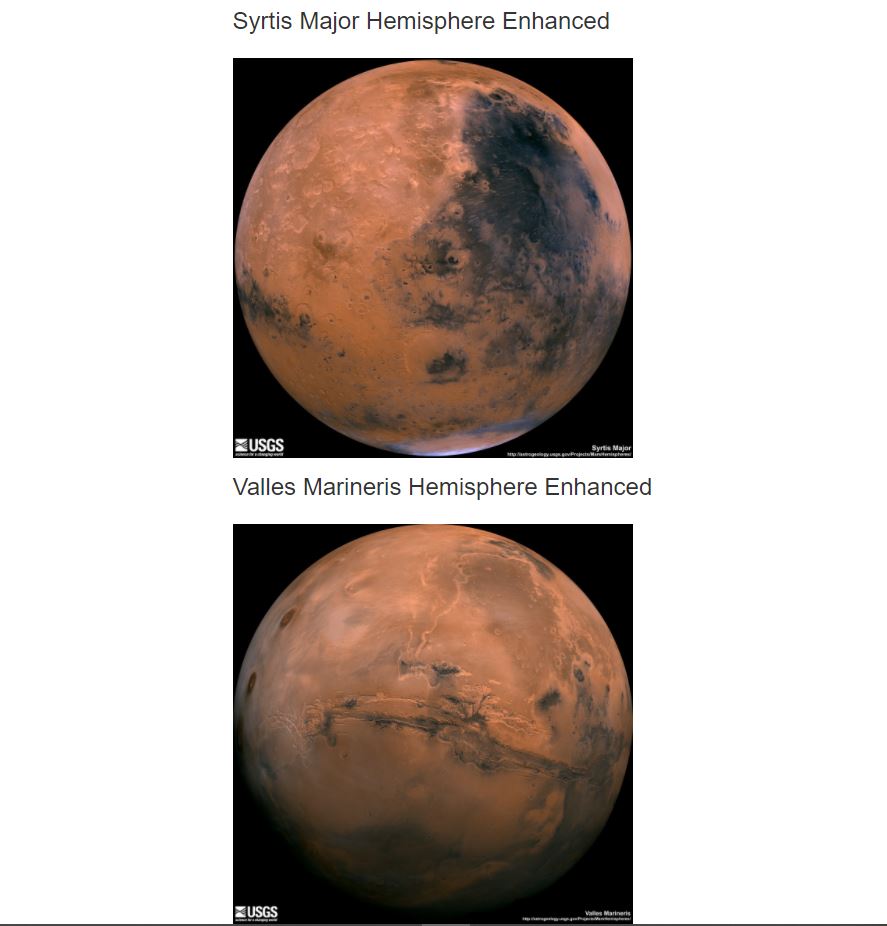 Syrtis Major Hemisphere Enhanced
USGS
science for a changing world
Syrtis Major
http://astrogeology.usgs.gov/Projects/MarsHemispheres/
Valles Marineris Hemisphere Enhanced
USGS
science for a changing world
Valles Marineris
http://astrogeology.usgs.gov/Projects/MarsHemispheres/